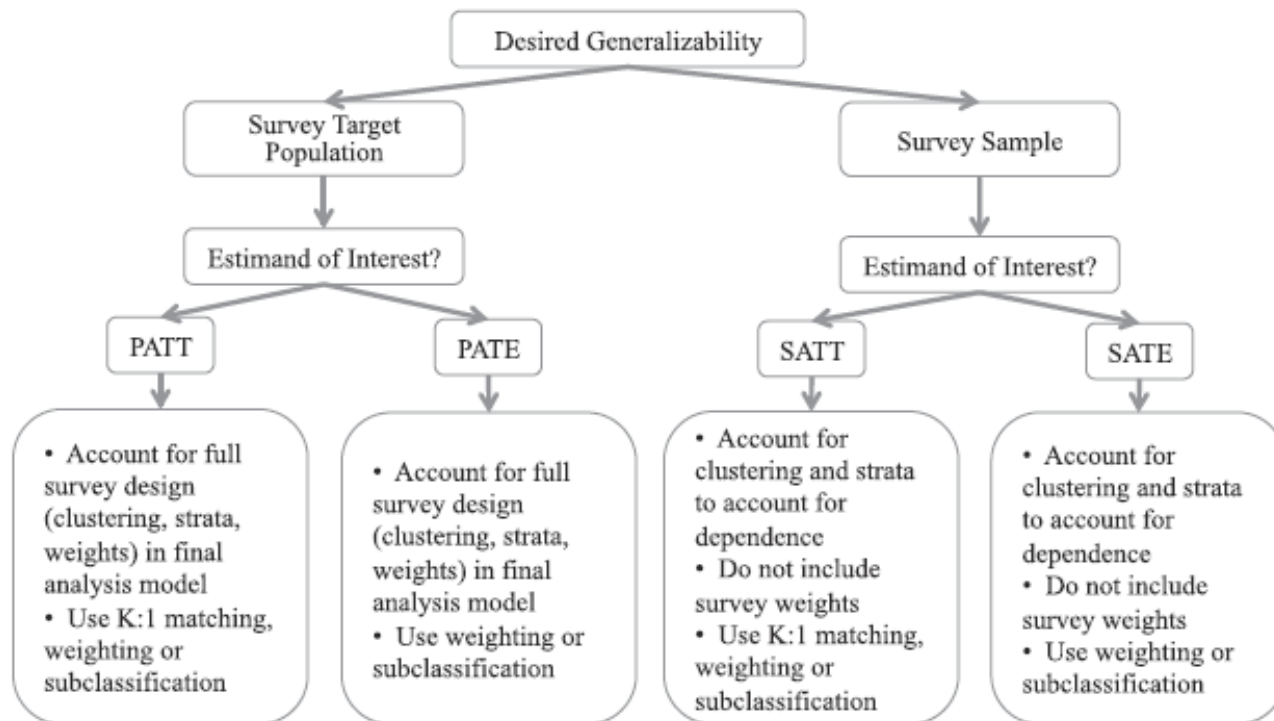 Desired Generalizability
Survey Target
Population
Survey Sample
Estimand of Interest?
Estimand of Interest?
PATT
PATE
SATT
SATE
• Account for full
survey design
(clustering, strata,
weights) in final
analysis model
• Use K:1 matching,
weighting or
subclassification
• Account for full
survey design
(clustering, strata,
weights) in final
analysis model
• Use weighting or
subclassification
• Account for
clustering and strata
to account for
dependence
• Do not include
survey weights
• Use K:1 matching,
weighting or
subclassification
• Account for
clustering and strata
to account for
dependence
• Do not include
survey weights
• Use weighting or
subclassification